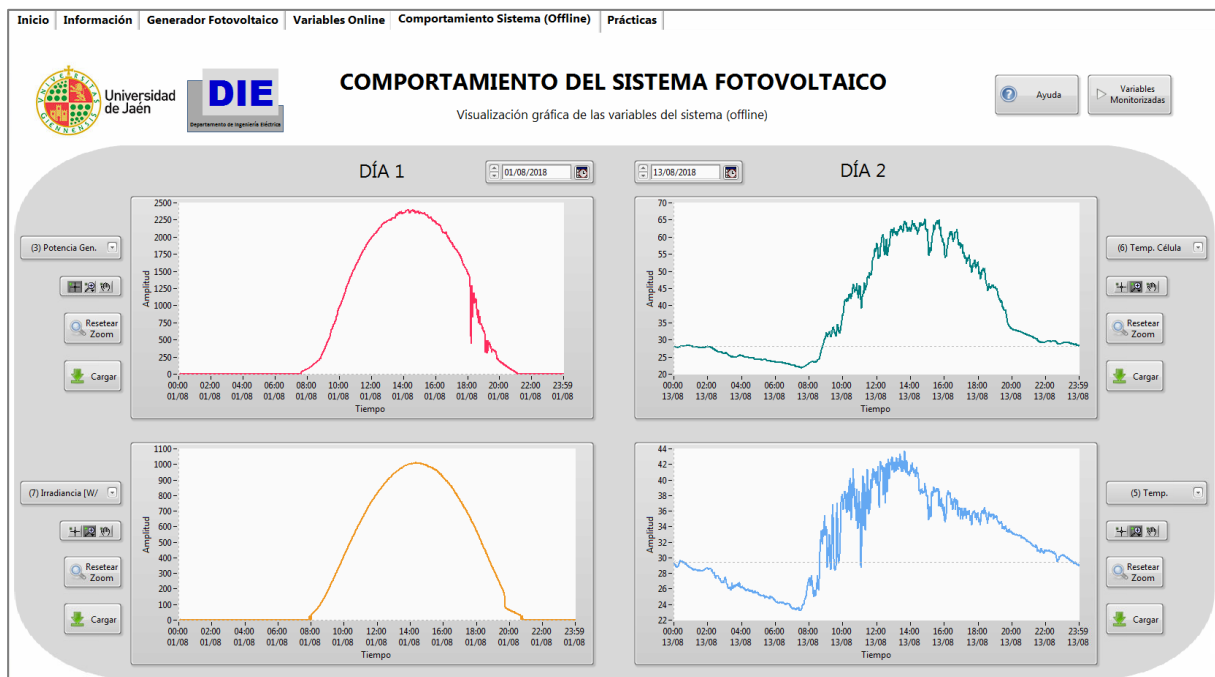 Inicio Información Generador Fotovoltaico Variables Online Comportamiento Sistema (Offline) Prácticas
UNIVERSITAS GIENNENSIS
Universidad
de Jaén
DIE
Departamento de Ingeniería Eléctrica
COMPORTAMIENTO DEL SISTEMA FOTOVOLTAICO
Visualización gráfica de las variables del sistema (offline)
Ayuda
Variables
Monitorizadas
DÍA 1
01/08/2018
13/08/2018
DÍA 2
(3) Potencia Gen.
Resetear
Zoom
Cargar
Amplitud
2500
2250
2000
1750
1500
1250
1000
750
500
250
0
00:00 02:00 04:00 06:00 08:00 10:00 12:00 14:00 16:00 18:00 20:00 22:00 23:59
01/08 01/08 01/08 01/08 01/08 01/08 01/08 01/08 01/08 01/08 01/08 01/08 01/08
Tiempo
Amplitud
70
65
60
55
50
45
40
35
30
25
20
00:00 02:00 04:00 06:00 08:00 10:00 12:00 14:00 16:00 18:00 20:00 22:00 23:59
13/08 13/08 13/08 13/08 13/08 13/08 13/08 13/08 13/08 13/08 13/08 13/08 13/08
Tiempo
(6) Temp. Célula
Resetear
Zoom
Cargar
(7) Irradiancia [W/
Resetear
Zoom
Cargar
Amplitud
1100
1000
900
800
700
600
500
400
300
200
100
0
00:00 02:00 04:00 06:00 08:00 10:00 12:00 14:00 16:00 18:00 20:00 22:00 23:59
01/08 01/08 01/08 01/08 01/08 01/08 01/08 01/08 01/08 01/08 01/08 01/08 01/08
Tiempo
Amplitud
44
42
40
38
36
34
32
30
28
26
24
22
00:00 02:00 04:00 06:00 08:00 10:00 12:00 14:00 16:00 18:00 20:00 22:00 23:59
13/08 13/08 13/08 13/08 13/08 13/08 13/08 13/08 13/08 13/08 13/08 13/08 13/08
Tiempo
(5) Temp.
Resetear
Zoom
Cargar